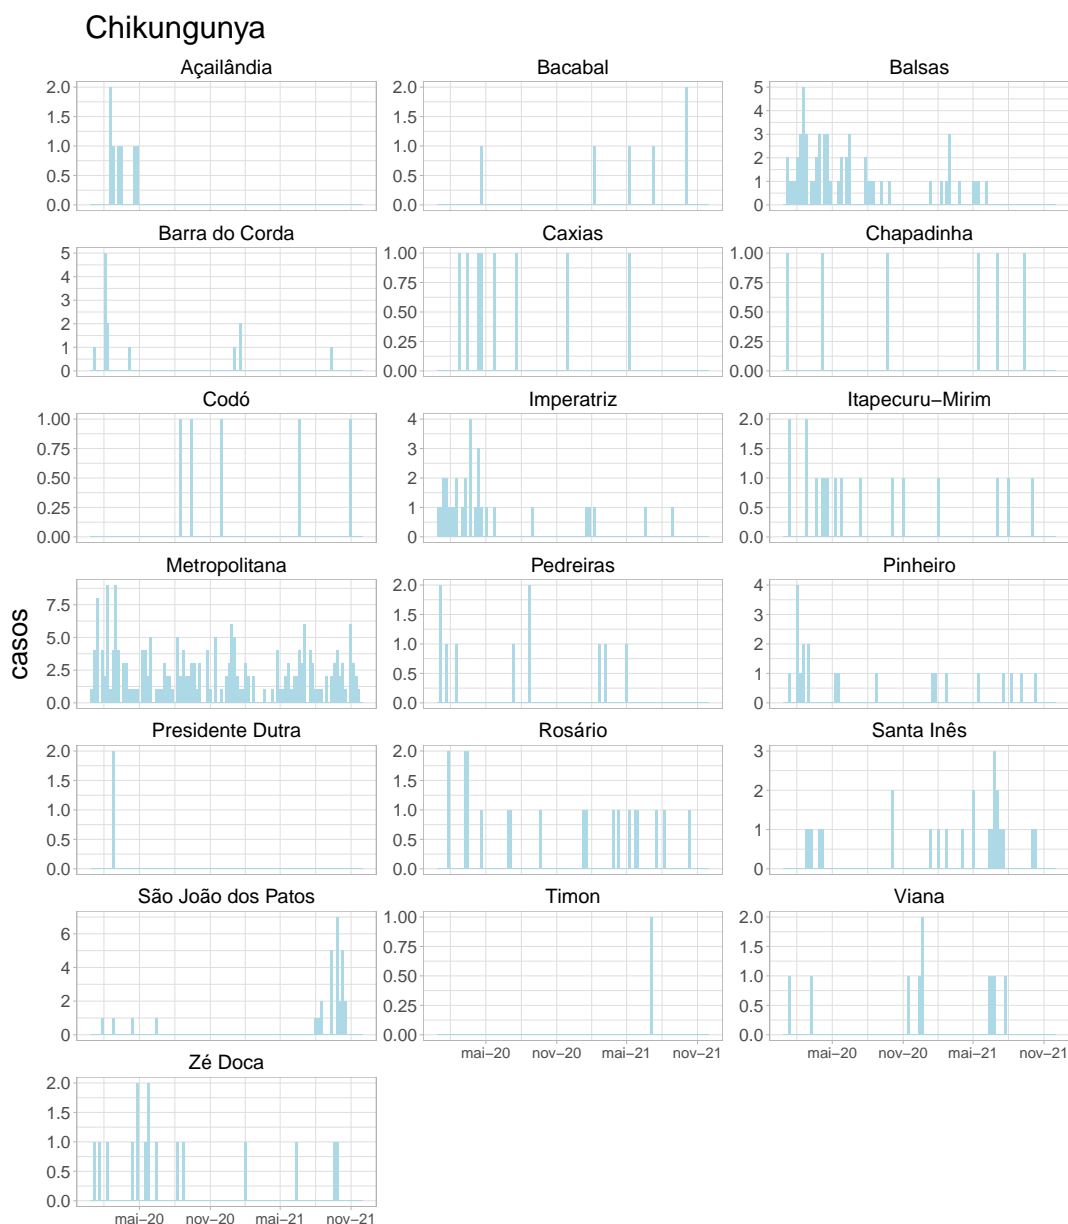 Chikungunya
Açailândia Bacabal Balsas
2.0 1.5 1.0 0.5 0.0
2.0 1.5 1.0 0.5 0.0
5 4 3 2 1 0
Barra do Corda Caxias Chapadinha
5 4 3 2 1 0
1.00 0.75 0.50 0.25 0.00
1.00 0.75 0.50 0.25 0.00
Codó Imperatriz Itapecuru−Mirim
1.00 0.75 0.50 0.25 0.00
4 3 2 1 0
2.0 1.5 1.0 0.5 0.0
Metropolitana Pedreiras Pinheiro
7.5 5.0 2.5 0.0
2.0 1.5 1.0 0.5 0.0
4 3 2 1 0
casos
Presidente Dutra Rosário Santa Inês
2.0 1.5 1.0 0.5 0.0
2.0 1.5 1.0 0.5 0.0
3 2 1 0
São João dos Patos Timon Viana
6 4 2 0
1.00 0.75 0.50 0.25 0.00
2.0 1.5 1.0 0.5 0.0
mai−20 nov−20 mai−21 nov−21
mai−20 nov−20 mai−21 nov−21
Zé Doca
2.0 1.5 1.0 0.5 0.0
mai−20 nov−20 mai−21 nov−21